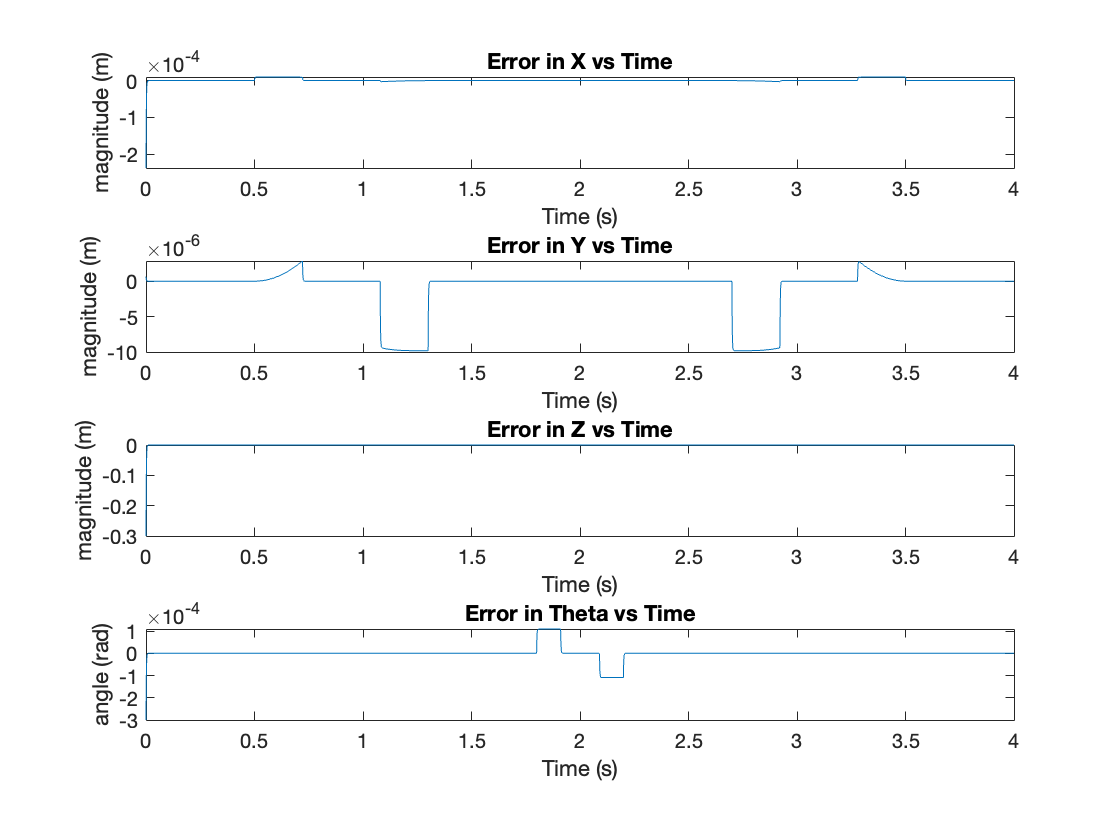 Error in X vs Time
×10^-4
magnitude (m)
0
-1
-2
0 0.5 1 1.5 2 2.5 3 3.5 4
Time (s)
Error in Y vs Time
×10^-6
magnitude (m)
0
-5
-10
0 0.5 1 1.5 2 2.5 3 3.5 4
Time (s)
Error in Z vs Time
magnitude (m)
0
-0.1
-0.2
-0.3
0 0.5 1 1.5 2 2.5 3 3.5 4
Time (s)
Error in Theta vs Time
×10^-4
angle (rad)
1
0
-1
-2
-3
0 0.5 1 1.5 2 2.5 3 3.5 4
Time (s)